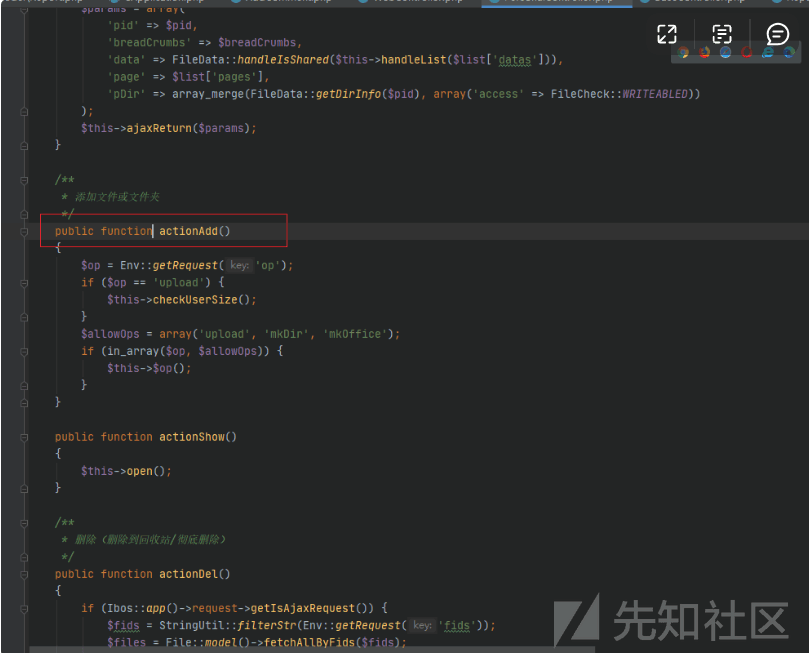 $params = array(
'pid' => $pid,
'breadCrumbs' => $breadCrumbs,
'data' => FileData::handleIsShared($this->handleList($list['datas'])),
'page' => $list['pages'],
'pDir' => array_merge(FileData::getDirInfo($pid), array('access' => FileCheck::WRITEABLED))
);
$this->ajaxReturn($params);
}
/**
* 添加文件或文件夹
*/
public function actionAdd()
{
$op = Env::getRequest( key: 'op');
if ($op == 'upload') {
$this->checkUserSize();
}
$allowOps = array('upload', 'mkDir', 'mkOffice');
if (in_array($op, $allowOps)) {
$this->$op();
}
}
public function actionShow()
{
$this->open();
}
/**
* 删除（删除到回收站/彻底删除）
*/
public function actionDel()
{
if (Ibos::app()->request->getIsAjaxRequest()) {
$fids = StringUtil::filterStr(Env::getRequest( key: 'fids'));
$files = File::model()->fetchAllByFids($fids);
先知社区